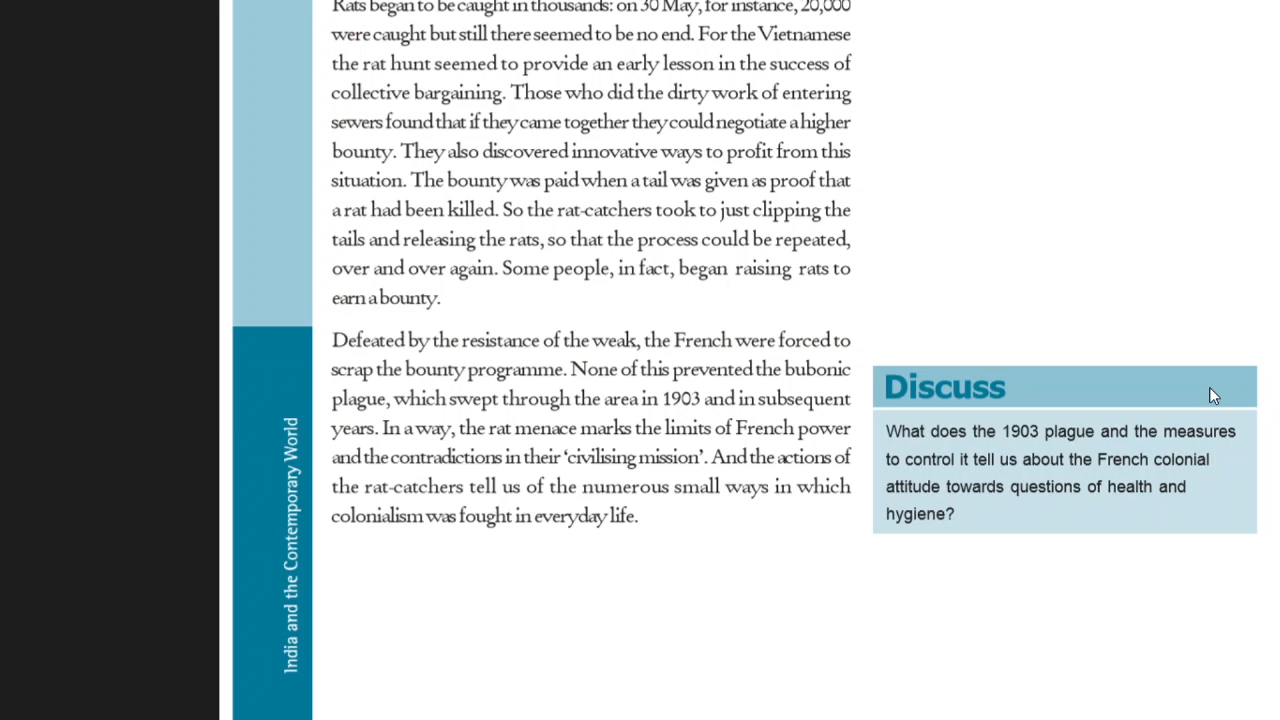 Rats began to be caught in thousands: on 30 May, for instance, 20,000
were caught but still there seemed to be no end. For the Vietnamese
the rat hunt seemed to provide an early lesson in the success of
collective bargaining. Those who did the dirty work of entering
sewers found that if they came together they could negotiate a higher
bounty. They also discovered innovative ways to profit from this
situation. The bounty was paid when a tail was given as proof that
a rat had been killed. So the rat-catchers took to just clipping the
tails and releasing the rats, so that the process could be repeated,
over and over again. Some people, in fact, began raising rats to
earn a bounty.
Defeated by the resistance of the weak, the French were forced to
scrap the bounty programme. None of this prevented the bubonic
plague, which swept through the area in 1903 and in subsequent
years. In a way, the rat menace marks the limits of French power
and the contradictions in their ‘civilising mission’. And the actions of
the rat-catchers tell us of the numerous small ways in which
colonialism was fought in everyday life.
Discuss
What does the 1903 plague and the measures
to control it tell us about the French colonial
attitude towards questions of health and
hygiene?
India and the Contemporary World